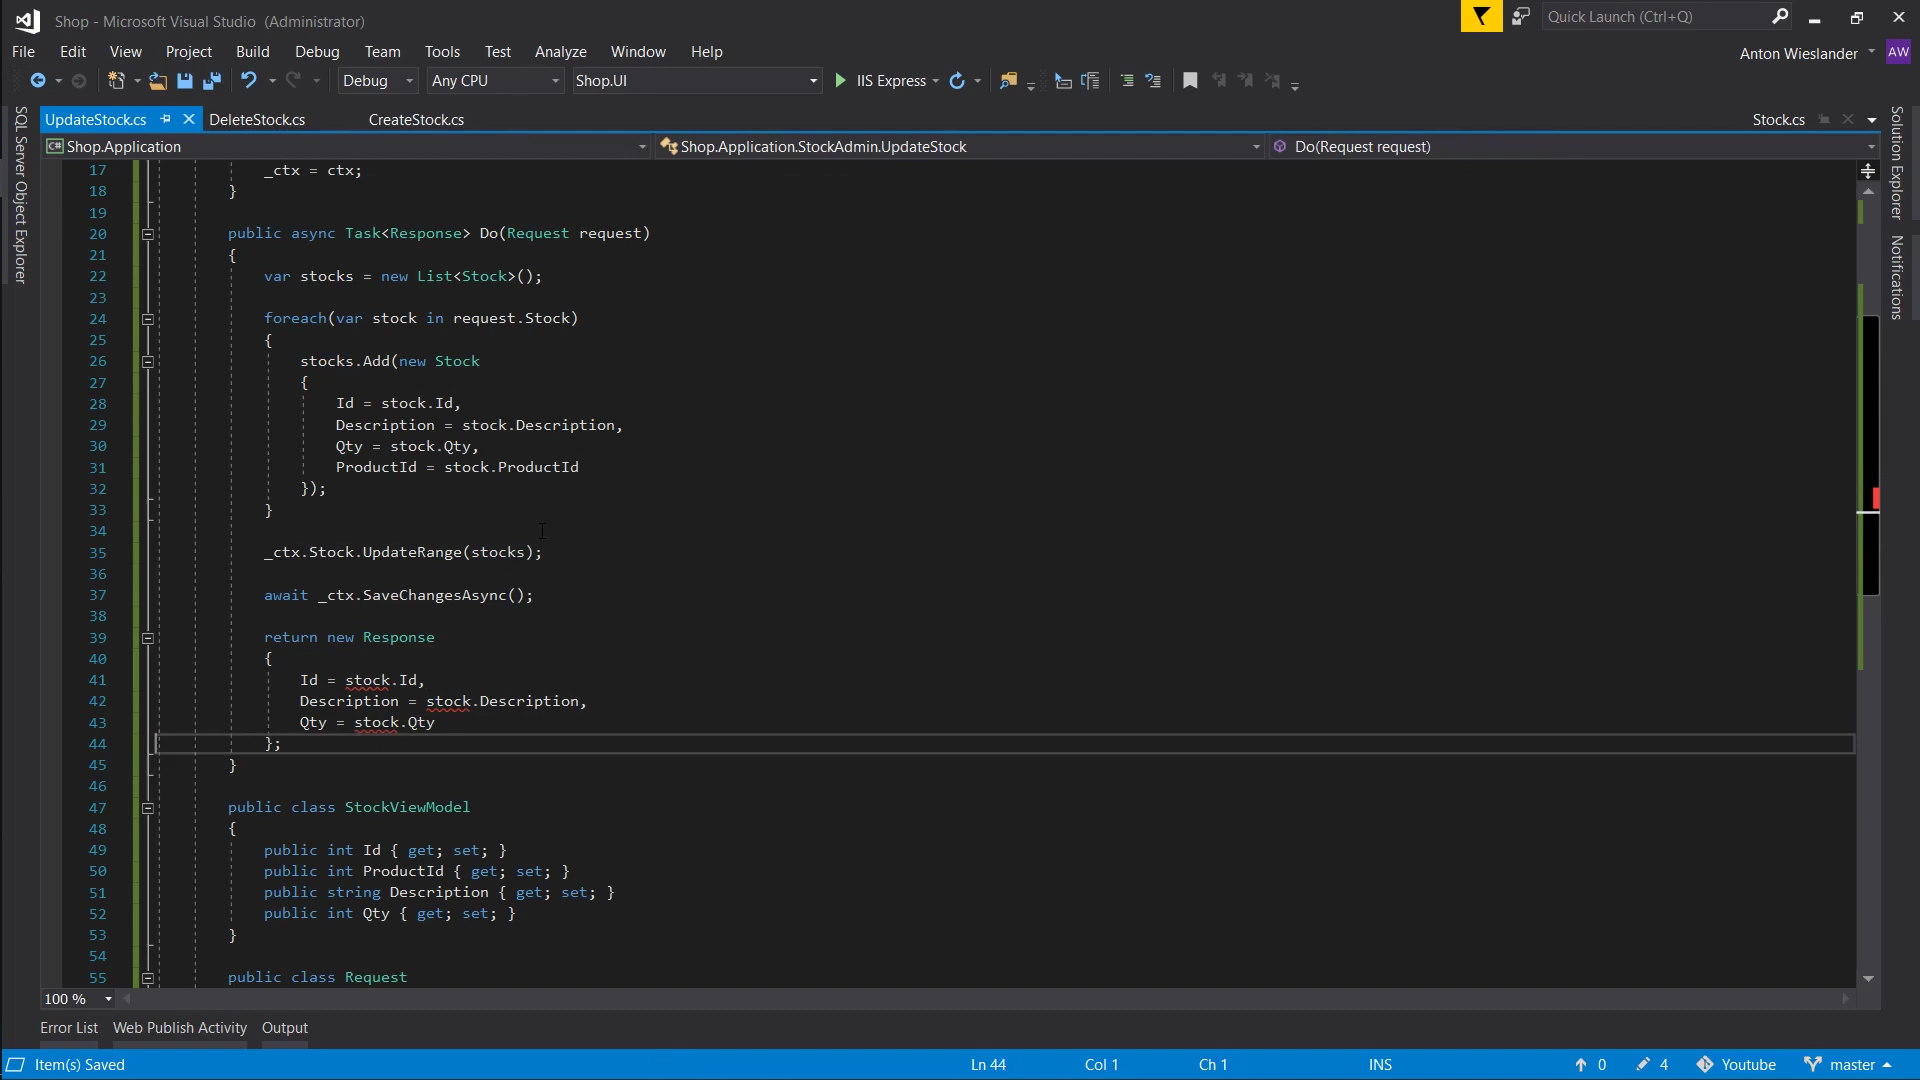 Shop - Microsoft Visual Studio (Administrator)
Quick Launch (Ctrl+Q)
File Edit View Project Build Debug Team Tools Test Analyze Window Help
Anton Wieslander AW
Debug Any CPU Shop.UI IIS Express
UpdateStock.cs DeleteStock.cs CreateStock.cs Stock.cs
C# Shop.Application Shop.Application.StockAdmin.UpdateStock Do(Request request)
SQL Server Object Explorer
Solution Explorer
Notifications
17 _ctx = ctx;
18 }
19
20 public async Task<Response> Do(Request request)
21 {
22 var stocks = new List<Stock>();
23
24 foreach(var stock in request.Stock)
25 {
26 stocks.Add(new Stock
27 {
28 Id = stock.Id,
29 Description = stock.Description,
30 Qty = stock.Qty,
31 ProductId = stock.ProductId
32 });
33 }
34
35 _ctx.Stock.UpdateRange(stocks);
36
37 await _ctx.SaveChangesAsync();
38
39 return new Response
40 {
41 Id = stock.Id,
42 Description = stock.Description,
43 Qty = stock.Qty
44 };
45 }
46
47 public class StockViewModel
48 {
49 public int Id { get; set; }
50 public int ProductId { get; set; }
51 public string Description { get; set; }
52 public int Qty { get; set; }
53 }
54
55 public class Request
100 %
Error List Web Publish Activity Output
Item(s) Saved Ln 44 Col 1 Ch 1 INS 0 4 Youtube master